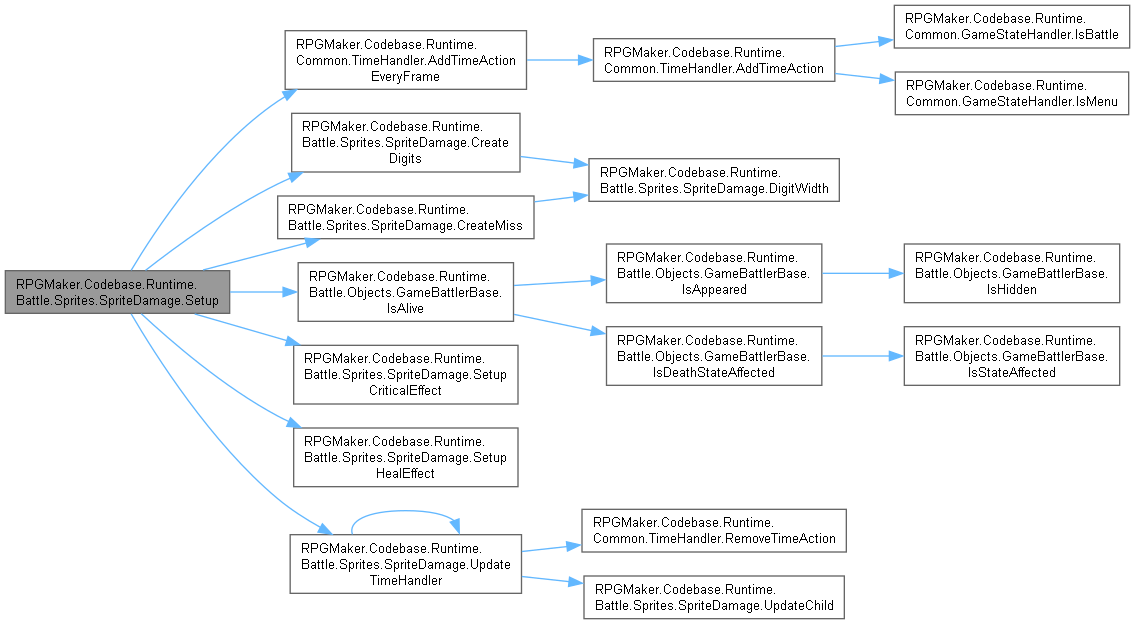 RPGMaker.Codebase.Runtime.
Battle.Sprites.SpriteDamage.Setup
RPGMaker.Codebase.Runtime.
Common.TimeHandler.AddTimeAction
EveryFrame
RPGMaker.Codebase.Runtime.
Common.TimeHandler.AddTimeAction
RPGMaker.Codebase.Runtime.
Common.GameStateHandler.IsBattle
RPGMaker.Codebase.Runtime.
Common.GameStateHandler.IsMenu
RPGMaker.Codebase.Runtime.
Battle.Sprites.SpriteDamage.Create
Digits
RPGMaker.Codebase.Runtime.
Battle.Sprites.SpriteDamage.DigitWidth
RPGMaker.Codebase.Runtime.
Battle.Sprites.SpriteDamage.CreateMiss
RPGMaker.Codebase.Runtime.
Battle.Objects.GameBattlerBase.
IsAlive
RPGMaker.Codebase.Runtime.
Battle.Objects.GameBattlerBase.
IsAppeared
RPGMaker.Codebase.Runtime.
Battle.Objects.GameBattlerBase.
IsHidden
RPGMaker.Codebase.Runtime.
Battle.Objects.GameBattlerBase.
IsDeathStateAffected
RPGMaker.Codebase.Runtime.
Battle.Objects.GameBattlerBase.
IsStateAffected
RPGMaker.Codebase.Runtime.
Battle.Sprites.SpriteDamage.Setup
CriticalEffect
RPGMaker.Codebase.Runtime.
Battle.Sprites.SpriteDamage.Setup
HealEffect
RPGMaker.Codebase.Runtime.
Battle.Sprites.SpriteDamage.Update
TimeHandler
RPGMaker.Codebase.Runtime.
Common.TimeHandler.RemoveTimeAction
RPGMaker.Codebase.Runtime.
Battle.Sprites.SpriteDamage.UpdateChild